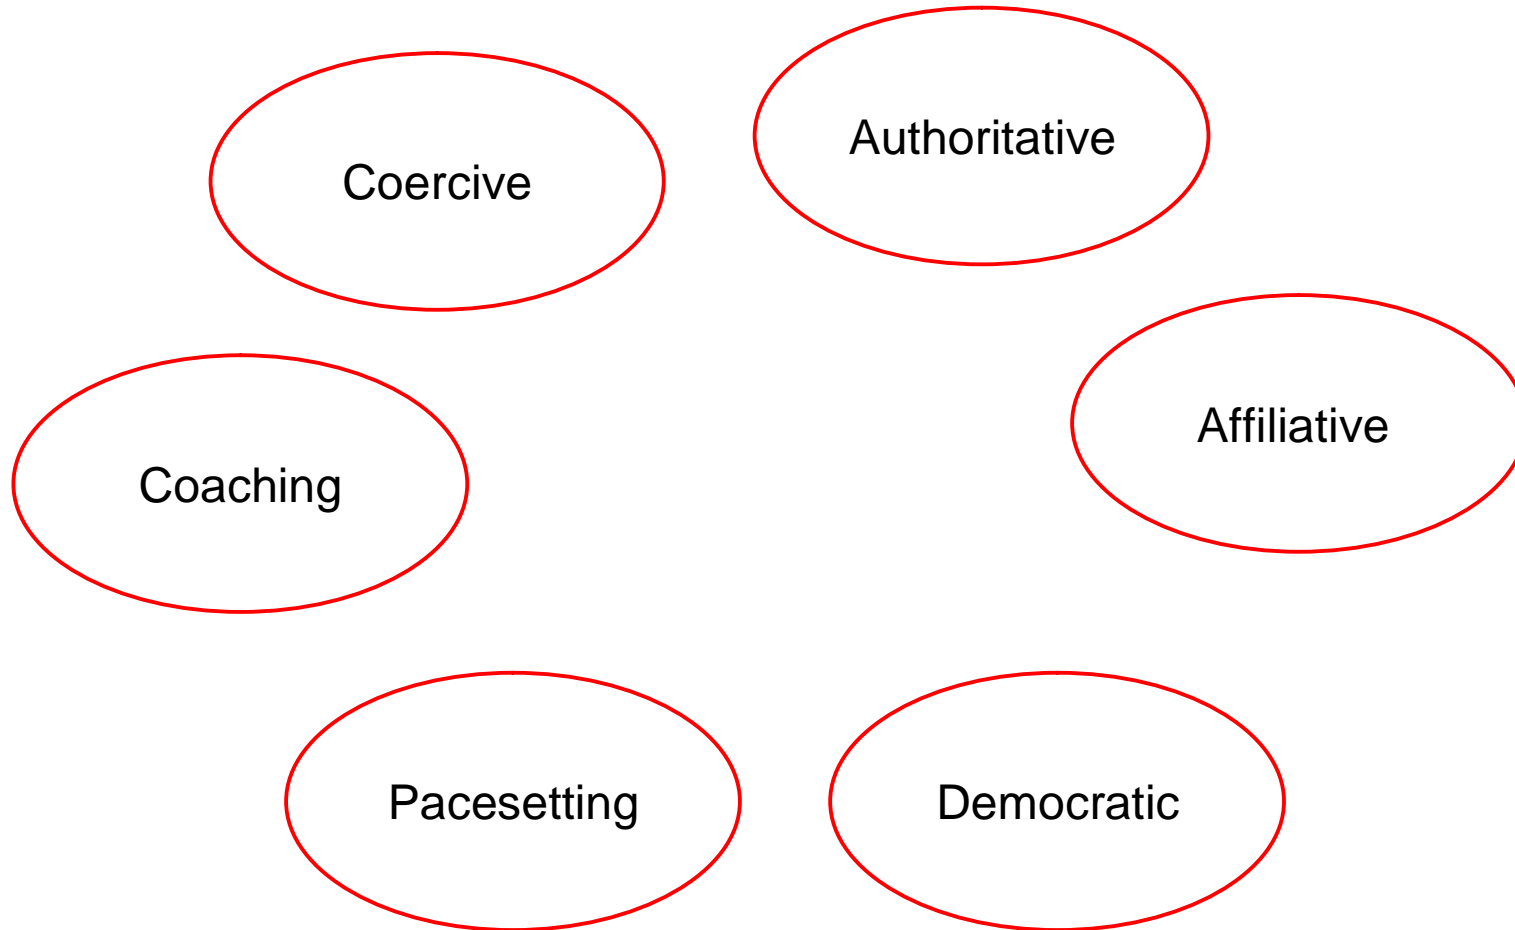 Authoritative
Coercive
Affiliative
Coaching
Pacesetting
Democratic